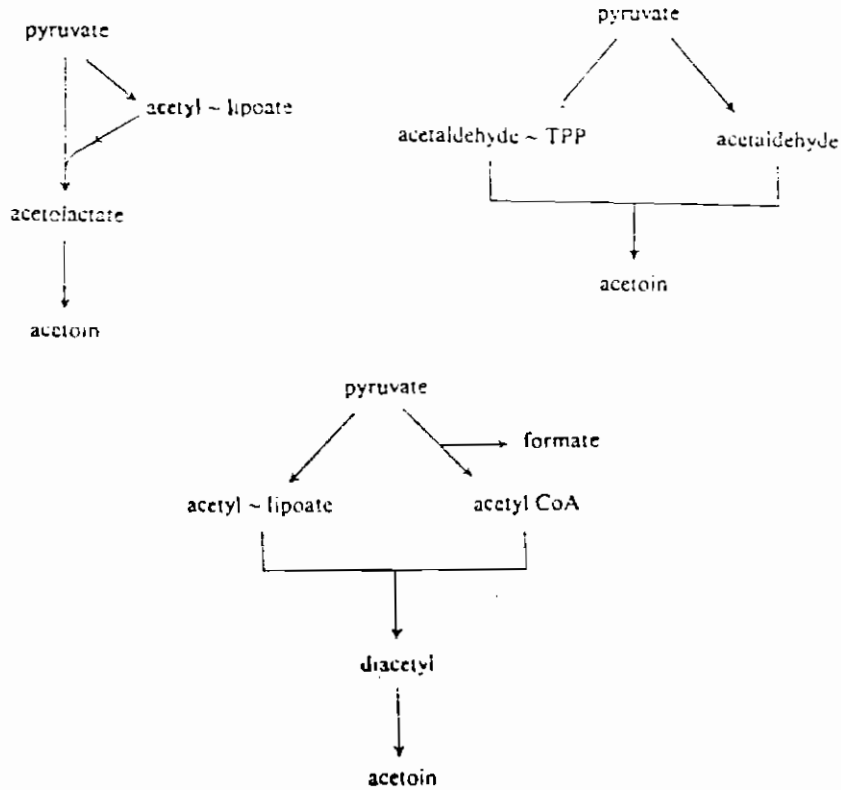 pyruvate
acetyl ~ lipoate
acetolactate
acetoin
pyruvate
acetaldehyde ~ TPP
acetaldehyde
acetoin
pyruvate
formate
acetyl ~ lipoate
acetyl CoA
diacetyl
acetoin